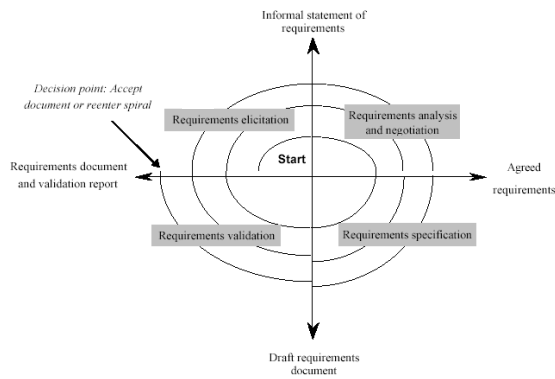 Informal statement of
requirements
Decision point: Accept
document or reenter spiral
Requirements elicitation
Requirements analysis
and negotiation
Start
Requirements document
and validation report
Agreed
requirements
Requirements validation
Requirements specification
Draft requirements
document